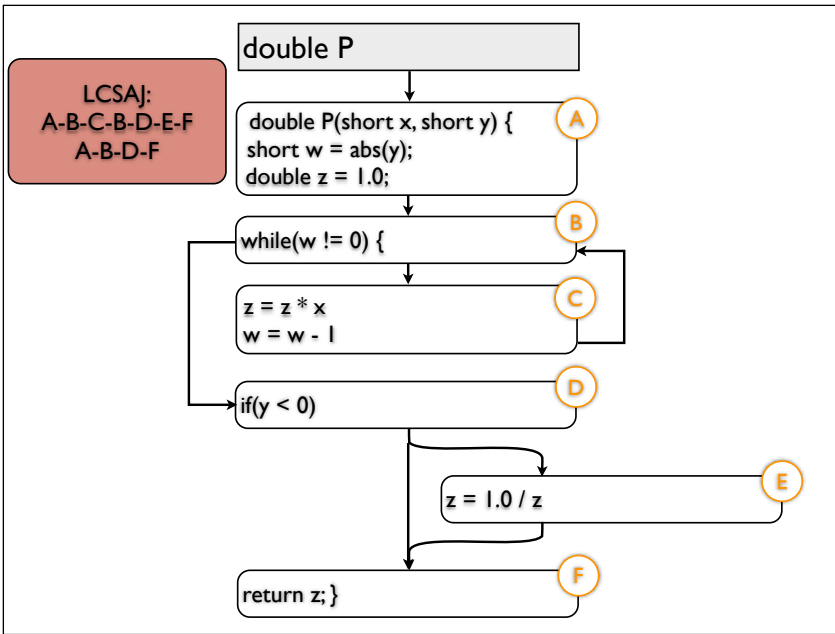 double P
LCSAJ:
A-B-C-B-D-E-F
A-B-D-F
A
double P(short x, short y) {
short w = abs(y);
double z = 1.0;
B
while(w != 0) {
C
z = z * x
w = w - 1
D
if(y < 0)
E
z = 1.0 / z
F
return z; }